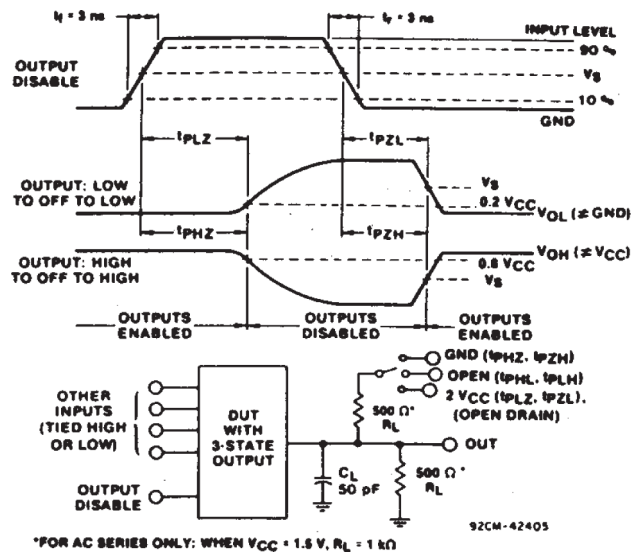 tr = 3 ns
tf = 3 ns
INPUT LEVEL
90 %
VS
10 %
GND
OUTPUT
DISABLE
tPLZ
tPZL
OUTPUT: LOW
TO OFF TO LOW
VS
0.2 VCC
VOL (≠ GND)
tPHZ
tPZH
OUTPUT: HIGH
TO OFF TO HIGH
VOH (≠ VCC)
0.8 VCC
VS
OUTPUTS
ENABLED
OUTPUTS
DISABLED
OUTPUTS
ENABLED
GND (tPHZ, tPZH)
OPEN (tPHL, tPLH)
2 VCC (tPLZ, tPZL),
(OPEN DRAIN)
OTHER
INPUTS
(TIED HIGH
OR LOW)
OUTPUT
DISABLE
DUT
WITH
3-STATE
OUTPUT
500 Ω*
RL
OUT
CL
50 pF
500 Ω*
RL
92CM-42405
*FOR AC SERIES ONLY: WHEN VCC = 1.5 V, RL = 1 kΩ